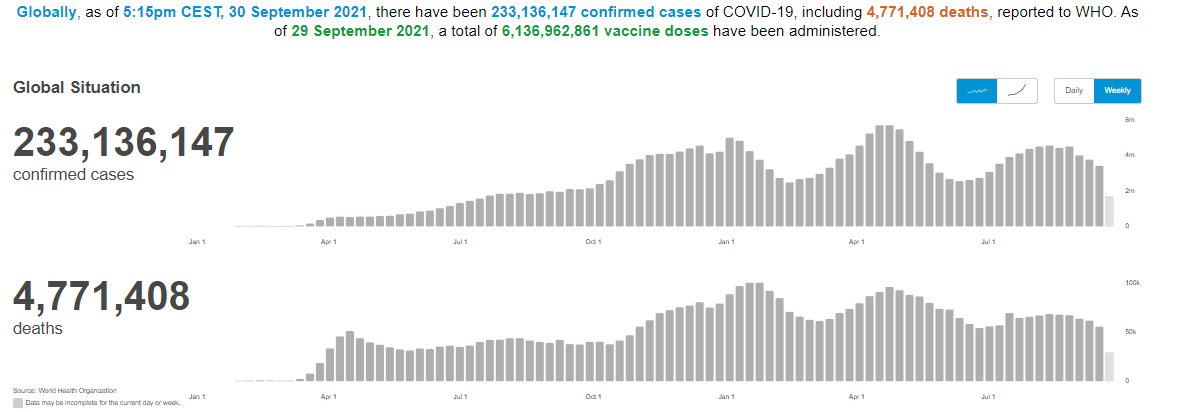 Globally, as of 5:15pm CEST, 30 September 2021, there have been 233,136,147 confirmed cases of COVID-19, including 4,771,408 deaths, reported to WHO. As
of 29 September 2021, a total of 6,136,962,861 vaccine doses have been administered.
Global Situation
Daily Weekly
233,136,147
confirmed cases
6m
4m
2m
0
Jan 1 Apr 1 Jul 1 Oct 1 Jan 1 Apr 1 Jul 1
4,771,408
deaths
100k
50k
0
Source: World Health Organization
Data may be incomplete for the current day or week.
Jan 1 Apr 1 Jul 1 Oct 1 Jan 1 Apr 1 Jul 1